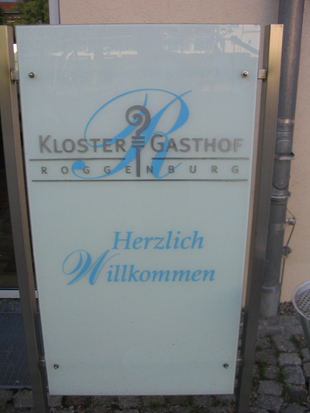 R
KLOSTER GASTHOF
ROGGENBURG
Herzlich
Willkommen